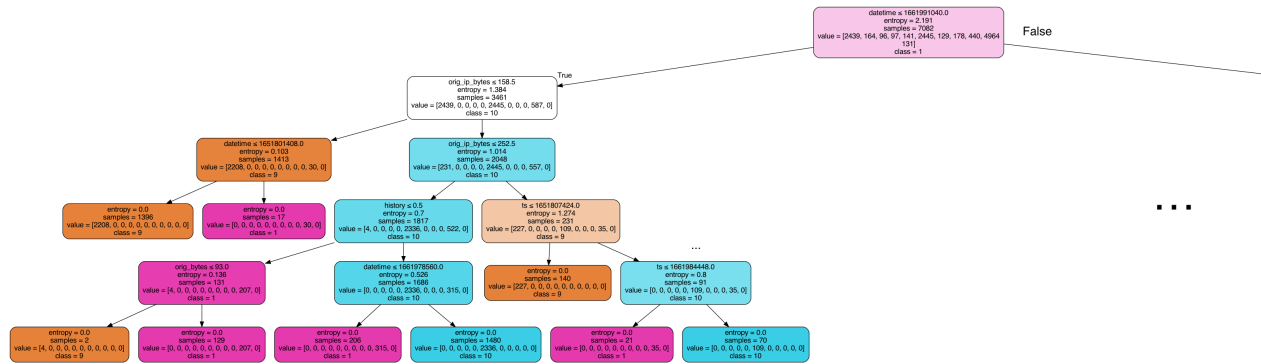 datetime ≤ 1661991040.0
entropy = 2.191
samples = 7082
value = [2439, 164, 96, 97, 141, 2445, 129, 178, 440, 4964
131]
class = 1
False
True
orig_ip_bytes ≤ 158.5
entropy = 1.384
samples = 3461
value = [2439, 0, 0, 0, 0, 2445, 0, 0, 0, 587, 0]
class = 10
datetime ≤ 1651801408.0
entropy = 0.103
samples = 1413
value = [2208, 0, 0, 0, 0, 0, 0, 0, 0, 30, 0]
class = 9
orig_ip_bytes ≤ 252.5
entropy = 1.014
samples = 2048
value = [231, 0, 0, 0, 0, 2445, 0, 0, 0, 557, 0]
class = 10
entropy = 0.0
samples = 1396
value = [2208, 0, 0, 0, 0, 0, 0, 0, 0, 0, 0]
class = 9
entropy = 0.0
samples = 17
value = [0, 0, 0, 0, 0, 0, 0, 0, 0, 30, 0]
class = 1
history ≤ 0.5
entropy = 0.7
samples = 1817
value = [4, 0, 0, 0, 0, 2336, 0, 0, 0, 522, 0]
class = 10
ts ≤ 1651807424.0
entropy = 1.274
samples = 231
value = [227, 0, 0, 0, 0, 109, 0, 0, 0, 35, 0]
class = 9
...
...
orig_bytes ≤ 93.0
entropy = 0.136
samples = 131
value = [4, 0, 0, 0, 0, 0, 0, 0, 0, 207, 0]
class = 1
datetime ≤ 1661978560.0
entropy = 0.526
samples = 1686
value = [0, 0, 0, 0, 0, 2336, 0, 0, 0, 315, 0]
class = 10
entropy = 0.0
samples = 140
value = [227, 0, 0, 0, 0, 0, 0, 0, 0, 0, 0]
class = 9
ts ≤ 1661984448.0
entropy = 0.8
samples = 91
value = [0, 0, 0, 0, 0, 109, 0, 0, 0, 35, 0]
class = 10
entropy = 0.0
samples = 2
value = [4, 0, 0, 0, 0, 0, 0, 0, 0, 0, 0]
class = 9
entropy = 0.0
samples = 129
value = [0, 0, 0, 0, 0, 0, 0, 0, 0, 207, 0]
class = 1
entropy = 0.0
samples = 206
value = [0, 0, 0, 0, 0, 0, 0, 0, 0, 315, 0]
class = 1
entropy = 0.0
samples = 1480
value = [0, 0, 0, 0, 0, 2336, 0, 0, 0, 0, 0]
class = 10
entropy = 0.0
samples = 21
value = [0, 0, 0, 0, 0, 0, 0, 0, 0, 35, 0]
class = 1
entropy = 0.0
samples = 70
value = [0, 0, 0, 0, 0, 109, 0, 0, 0, 0, 0]
class = 10